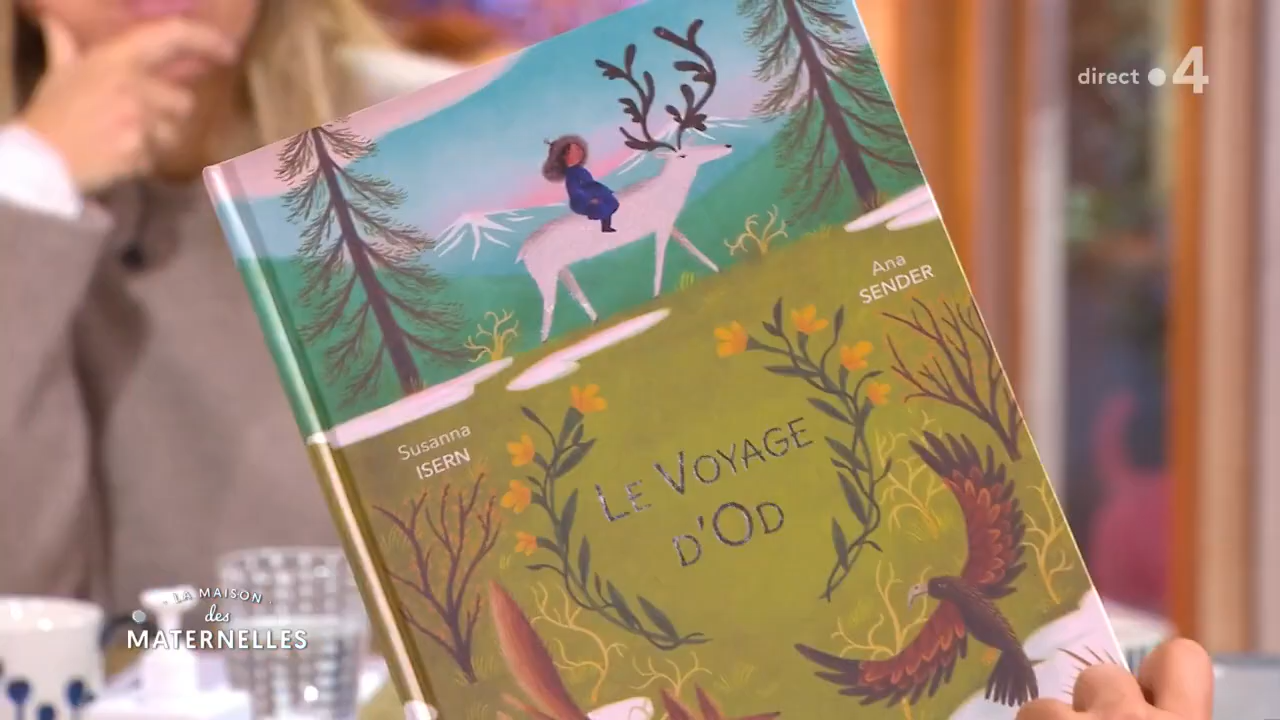 direct 4
Ana
SENDER
Susanna
ISERN
LE VOYAGE
D'OD
LA MAISON
des
MATERNELLES